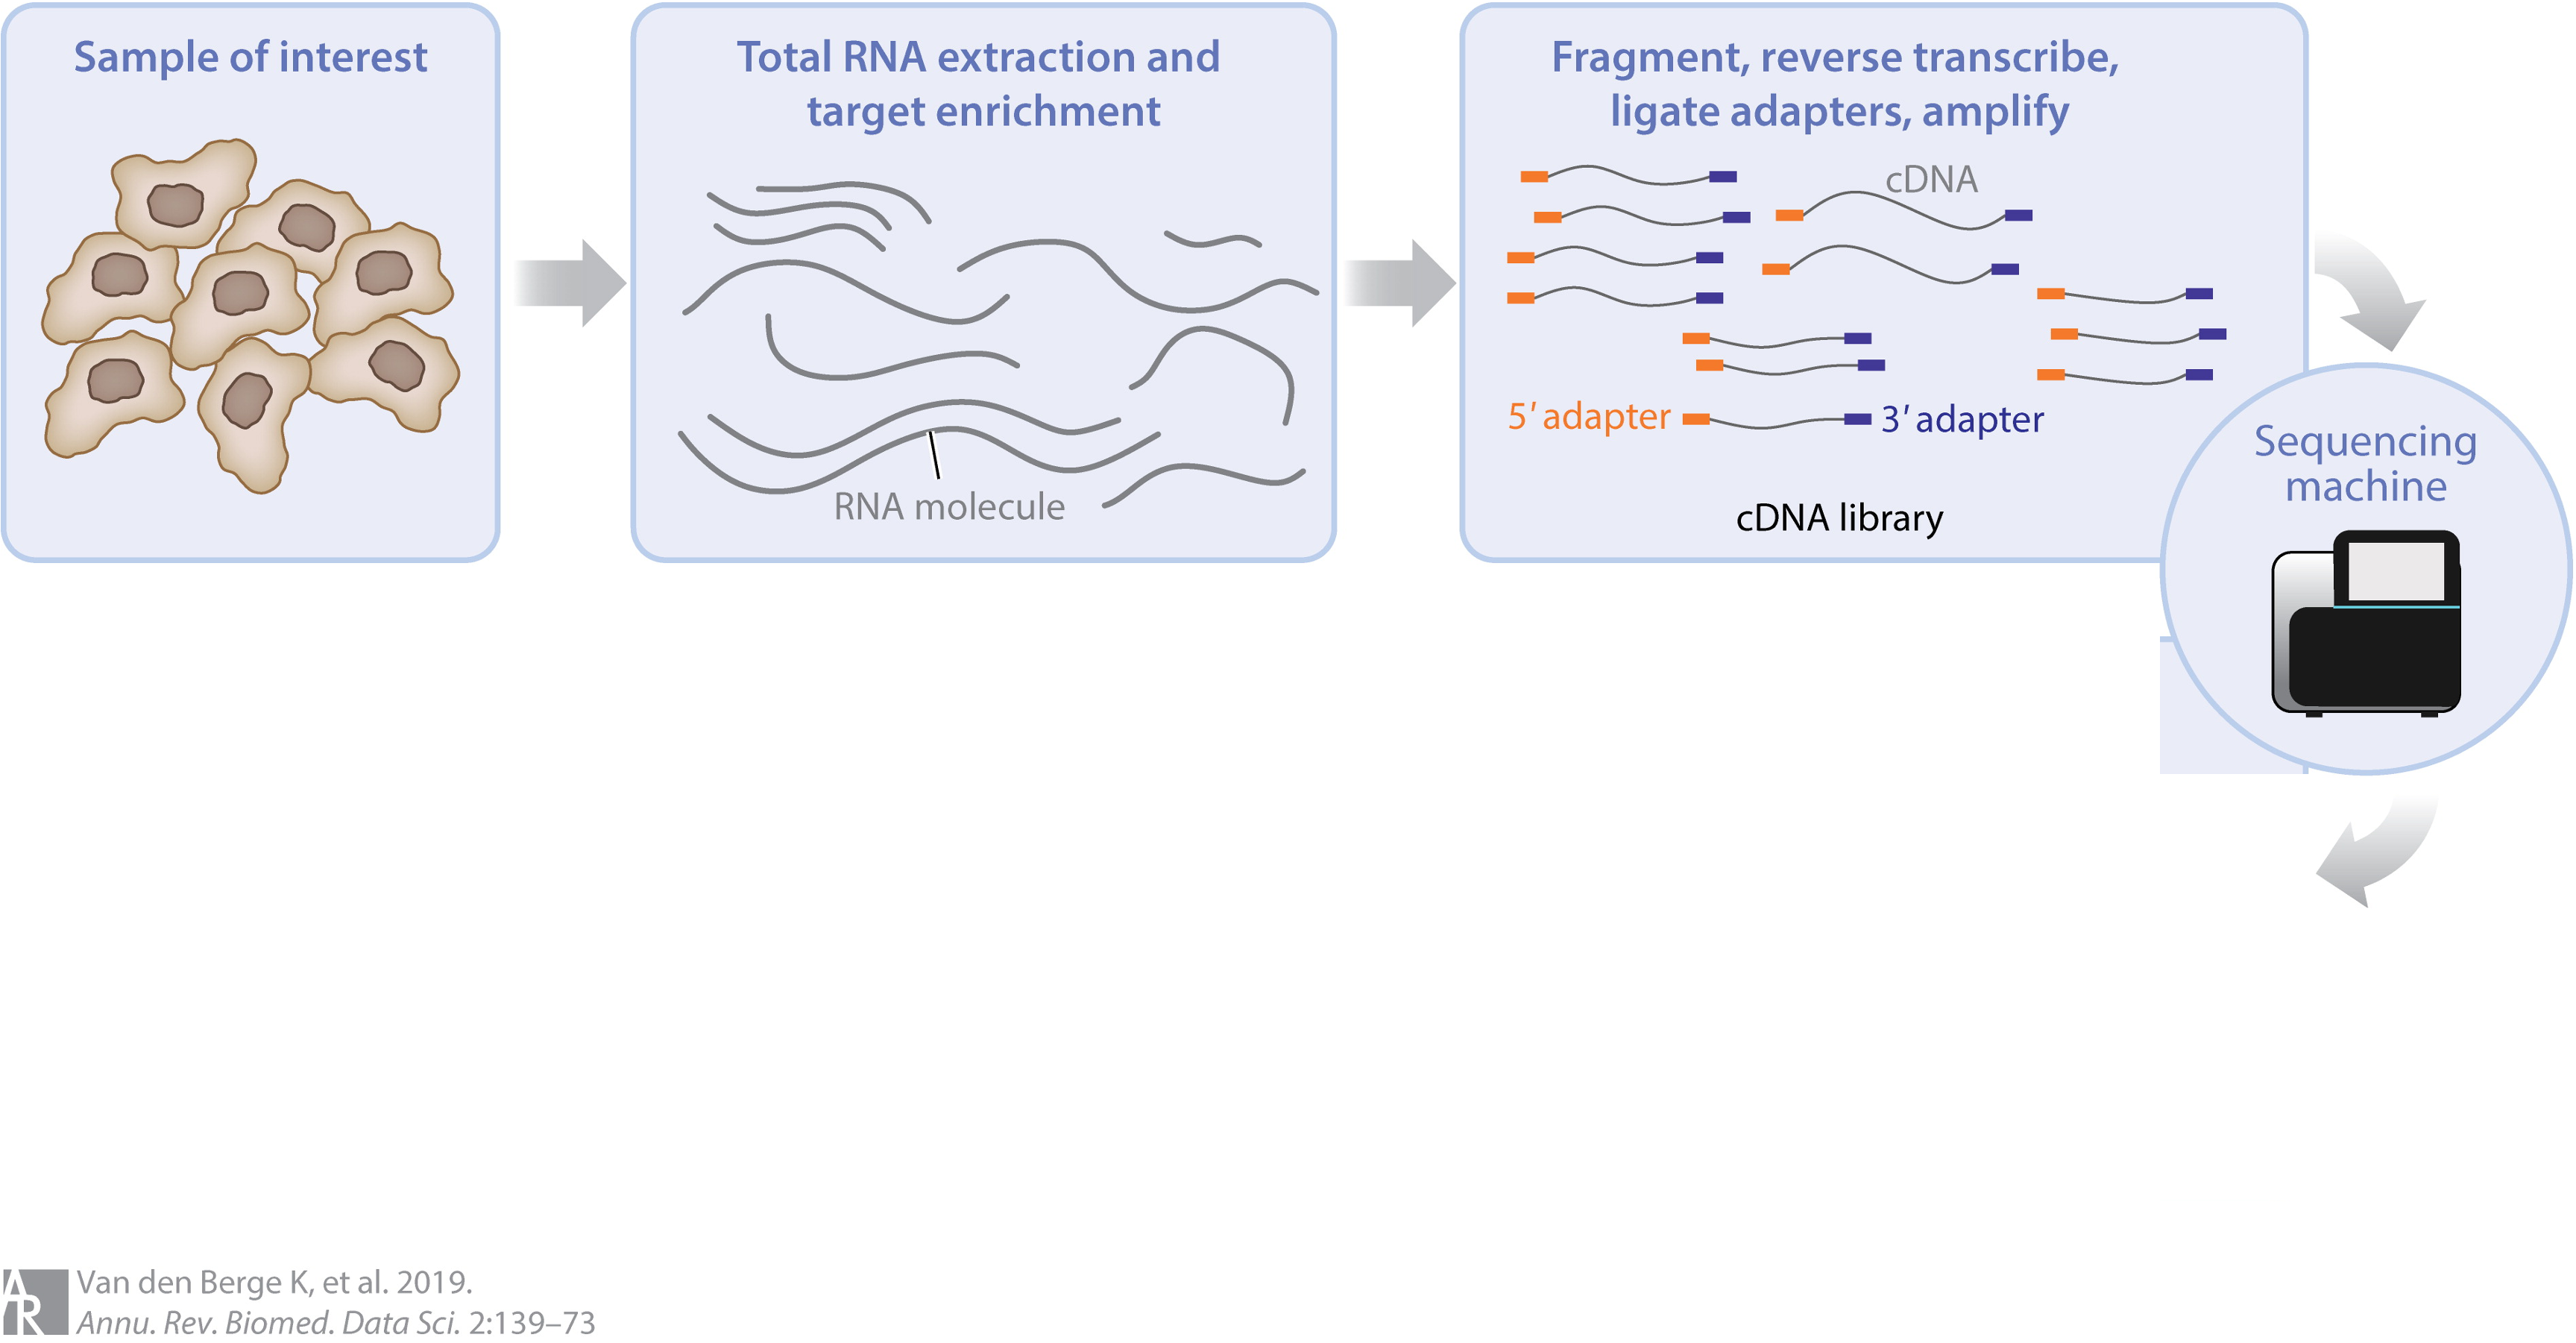 Sample of interest
Total RNA extraction and
target enrichment
RNA molecule
Fragment, reverse transcribe,
ligate adapters, amplify
cDNA
5′ adapter
3′ adapter
cDNA library
Sequencing
machine
AR
Van den Berge K, et al. 2019.
Annu. Rev. Biomed. Data Sci. 2:139–73